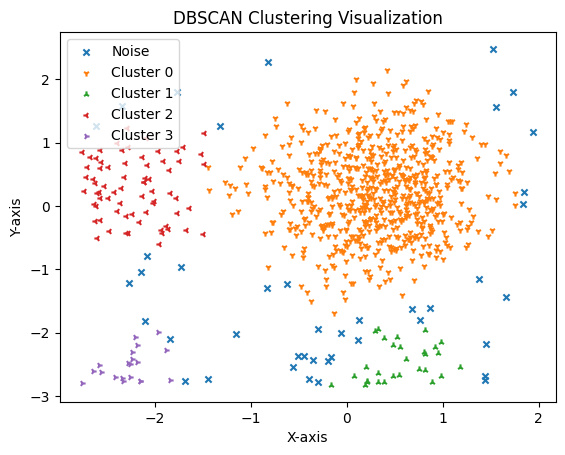 DBSCAN Clustering Visualization
Noise
Cluster 0
Cluster 1
Cluster 2
Cluster 3
Y-axis
2
1
0
−1
−2
−3
−2
−1
0
1
2
X-axis